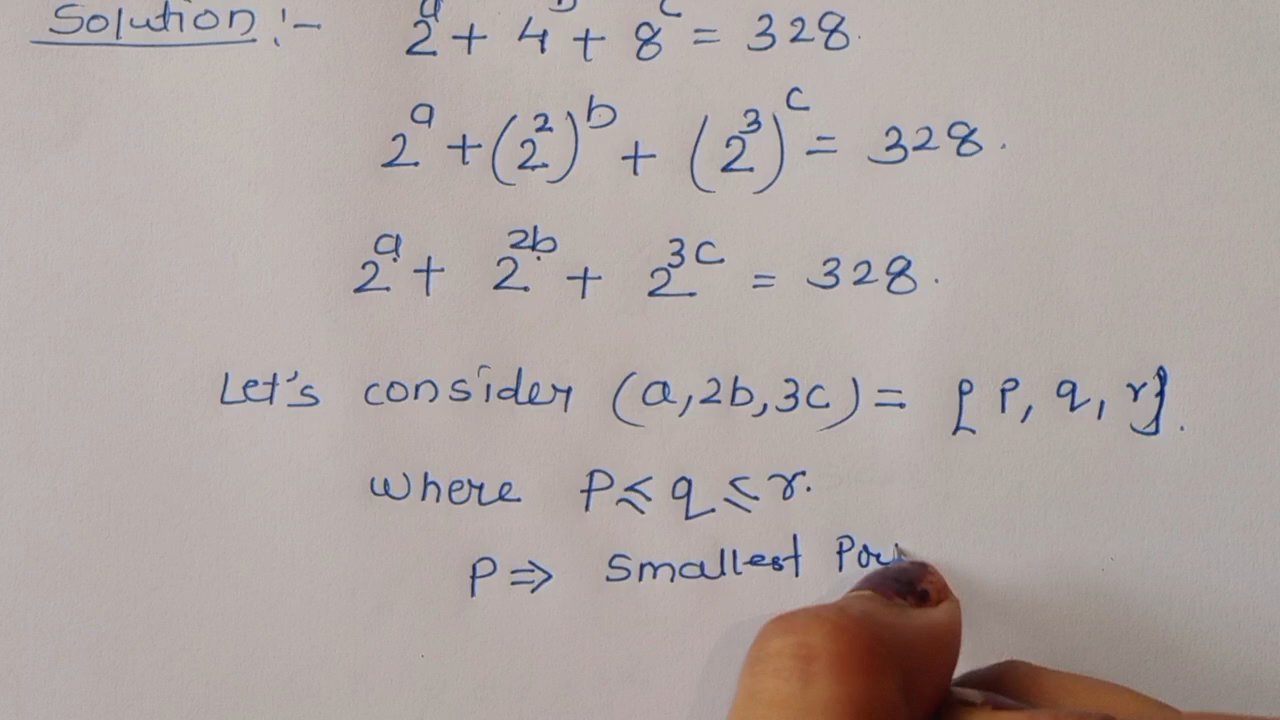 Solution :-
2^a + 4^b + 8^c = 328.
2^a + (2^2)^b + (2^3)^c = 328.
2^a + 2^{2b} + 2^{3c} = 328.
Let's consider (a, 2b, 3c) = {P, q, r}.
where P ≤ q ≤ r.
P ⇒ Smallest